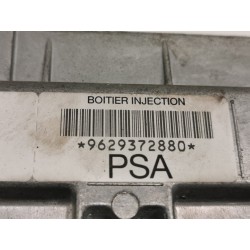 BOITIER INJECTION
*9629372880*
PSA